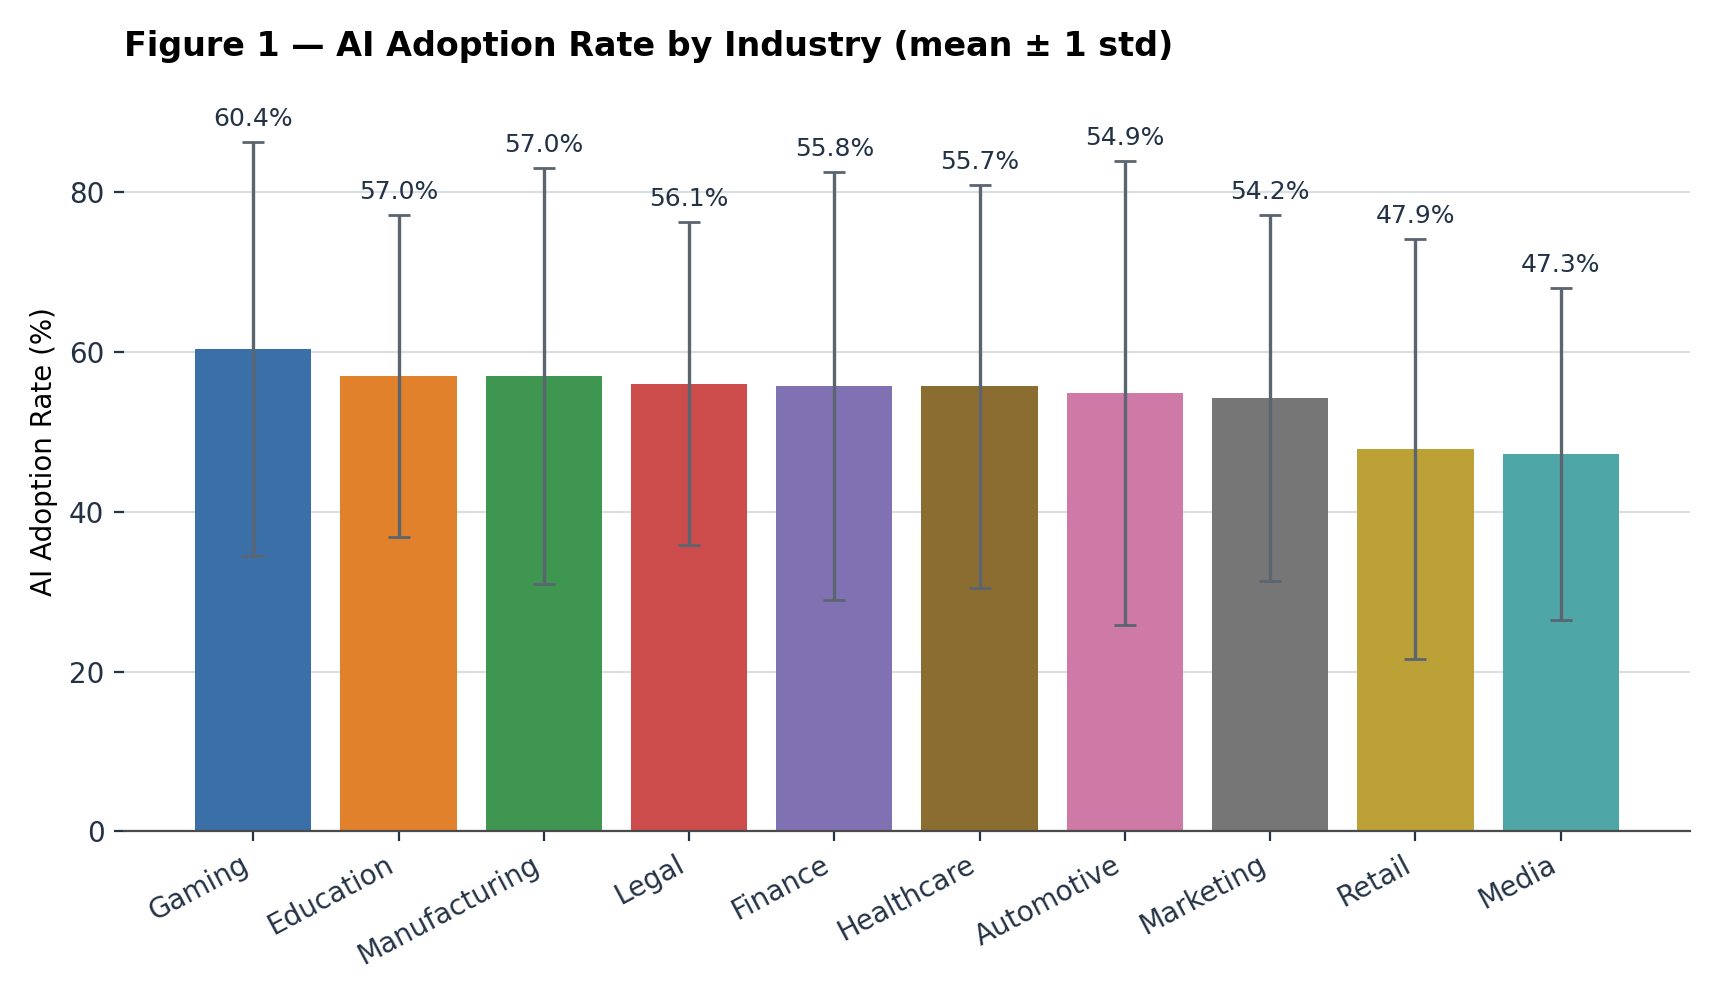 Figure 1 — AI Adoption Rate by Industry (mean ± 1 std)
60.4%
57.0%
57.0%
56.1%
55.8%
55.7%
54.9%
54.2%
47.9%
47.3%
AI Adoption Rate (%)
80
60
40
20
0
Gaming
Education
Manufacturing
Legal
Finance
Healthcare
Automotive
Marketing
Retail
Media